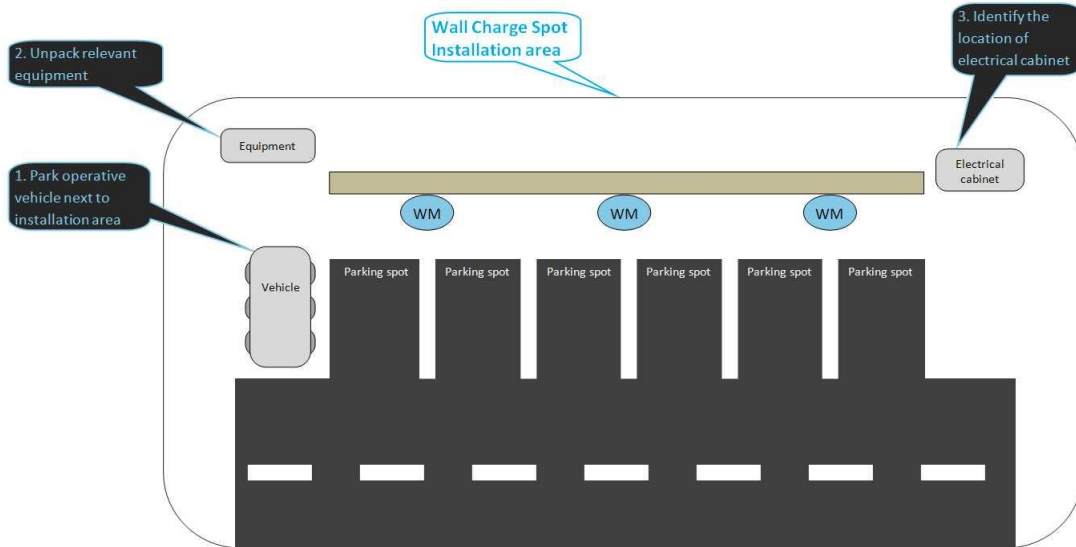 Wall Charge Spot
Installation area
3. Identify the
location of
electrical cabinet
2. Unpack relevant
equipment
Equipment
Electrical
cabinet
1. Park operative
vehicle next to
installation area
WM
WM
WM
Vehicle
Parking spot
Parking spot
Parking spot
Parking spot
Parking spot
Parking spot